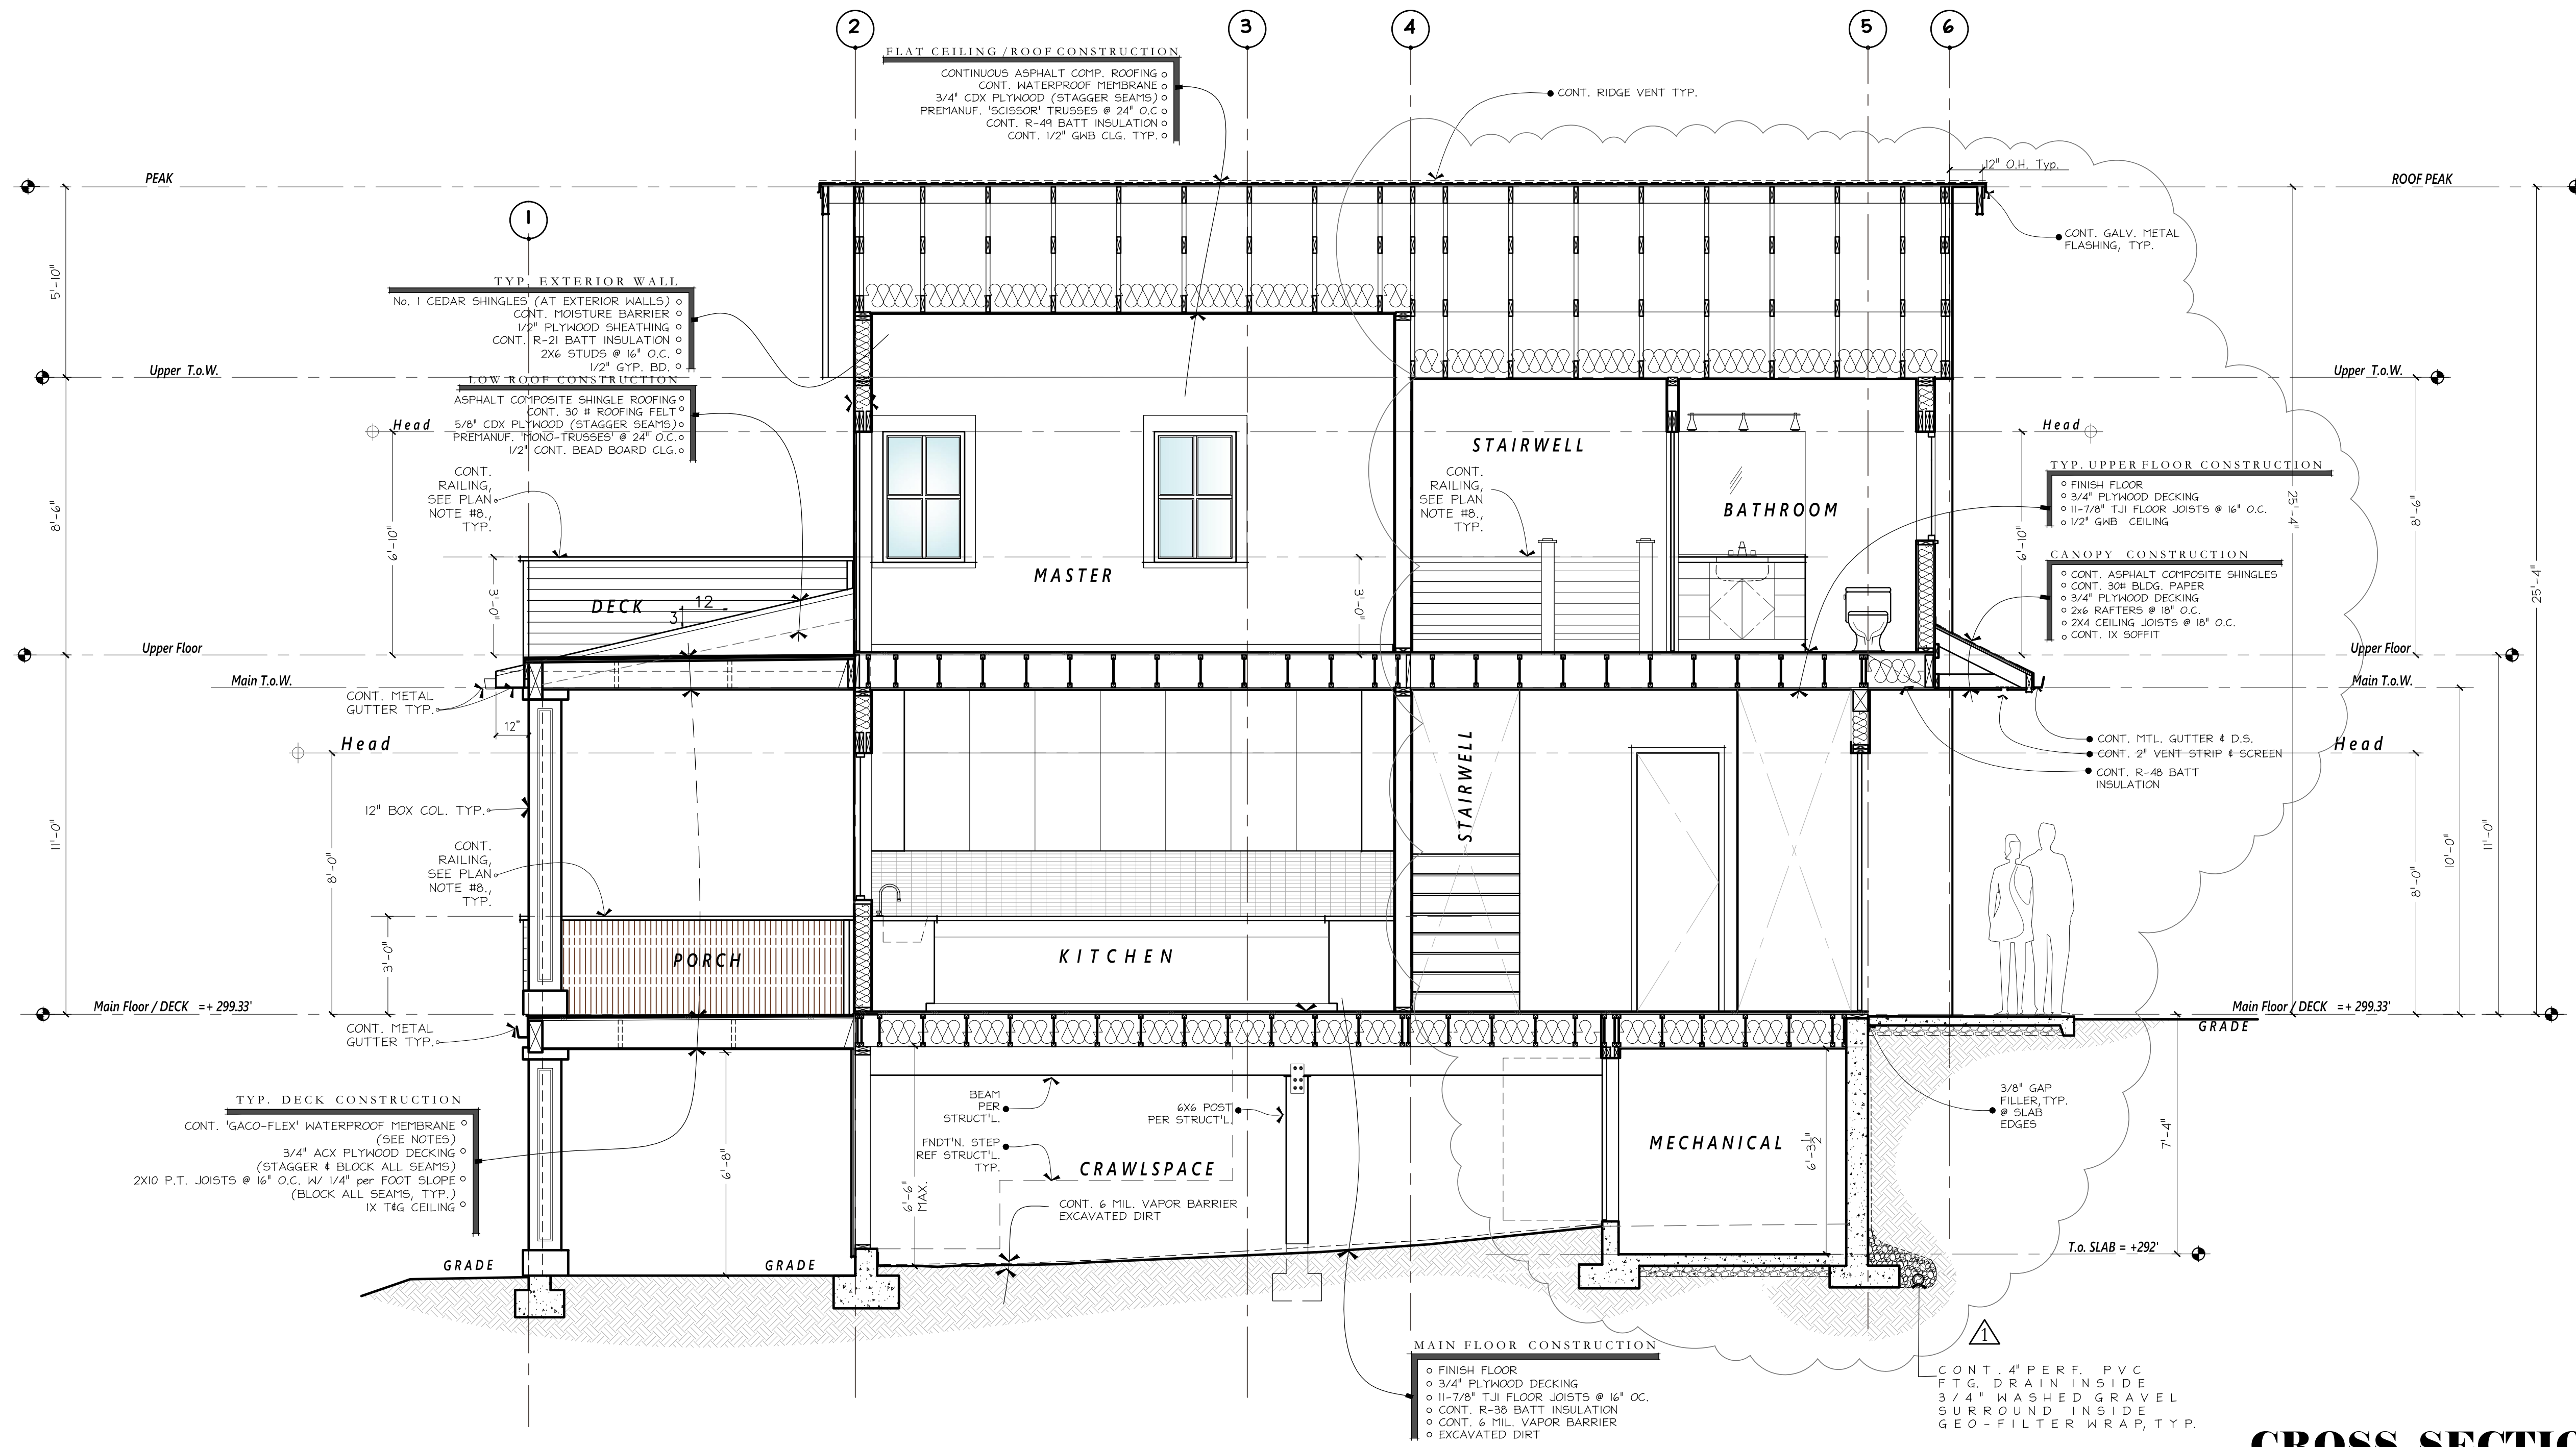 2
3
4
5
6
FLAT CEILING / ROOF CONSTRUCTION
CONTINUOUS ASPHALT COMP. ROOFING
CONT. WATERPROOF MEMBRANE
3/4" CDX PLYWOOD (STAGGER SEAMS)
PREMANUF. 'SCISSOR' TRUSSES @ 24" O.C
CONT. R-49 BATT INSULATION
CONT. 1/2" GWB CLG. TYP.
CONT. RIDGE VENT TYP.
12" O.H. Typ.
PEAK
ROOF PEAK
1
CONT. GALV. METAL
FLASHING, TYP.
5'-10"
TYP. EXTERIOR WALL
No. 1 CEDAR SHINGLES (AT EXTERIOR WALLS)
CONT. MOISTURE BARRIER
1/2" PLYWOOD SHEATHING
CONT. R-21 BATT INSULATION
2X6 STUDS @ 16" O.C.
1/2" GYP. BD.
Upper T.o.W.
Upper T.o.W.
LOW ROOF CONSTRUCTION
ASPHALT COMPOSITE SHINGLE ROOFING
CONT. 30 # ROOFING FELT
5/8" CDX PLYWOOD (STAGGER SEAMS)
PREMANUF. 'MONO-TRUSSES' @ 24" O.C.
1/2" CONT. BEAD BOARD CLG.
Head
Head
CONT.
RAILING,
SEE PLAN
NOTE #8.,
TYP.
STAIRWELL
CONT.
RAILING,
SEE PLAN
NOTE #8.,
TYP.
BATHROOM
TYP. UPPER FLOOR CONSTRUCTION
FINISH FLOOR
3/4" PLYWOOD DECKING
11-7/8" TJI FLOOR JOISTS @ 16" O.C.
1/2" GWB CEILING
25'-4"
8'-6"
8'-6"
6'-10"
6'-10"
CANOPY CONSTRUCTION
CONT. ASPHALT COMPOSITE SHINGLES
CONT. 30# BLDG. PAPER
3/4" PLYWOOD DECKING
2x6 RAFTERS @ 18" O.C.
2X4 CEILING JOISTS @ 18" O.C.
CONT. 1X SOFFIT
25'-4"
MASTER
3'-0"
DECK
12
3
3'-0"
Upper Floor
Upper Floor
Main T.o.W.
Main T.o.W.
CONT. METAL
GUTTER TYP.
12"
Head
Head
CONT. MTL. GUTTER & D.S.
CONT. 2" VENT STRIP & SCREEN
CONT. R-48 BATT
INSULATION
STAIRWELL
12" BOX COL. TYP.
11'-0"
8'-0"
CONT.
RAILING,
SEE PLAN
NOTE #8.,
TYP.
8'-0"
10'-0"
11'-0"
3'-0"
PORCH
KITCHEN
Main Floor / DECK =+ 299.33'
Main Floor / DECK =+ 299.33'
GRADE
CONT. METAL
GUTTER TYP.
TYP. DECK CONSTRUCTION
CONT. 'GACO-FLEX' WATERPROOF MEMBRANE
(SEE NOTES)
3/4" ACX PLYWOOD DECKING
(STAGGER & BLOCK ALL SEAMS)
2X10 P.T. JOISTS @ 16" O.C. W/ 1/4" per FOOT SLOPE
(BLOCK ALL SEAMS, TYP.)
1X T&G CEILING
6'-8"
6'-6"
MAX.
BEAM
PER
STRUCT'L.
FNDT'N. STEP
REF STRUCT'L.
TYP.
6X6 POST
PER STRUCT'L.
CRAWLSPACE
CONT. 6 MIL. VAPOR BARRIER
EXCAVATED DIRT
MECHANICAL
6'-3 1/2"
3/8" GAP
FILLER,TYP.
@ SLAB
EDGES
7'-4"
T.o. SLAB = +292'
GRADE
GRADE
1
MAIN FLOOR CONSTRUCTION
FINISH FLOOR
3/4" PLYWOOD DECKING
11-7/8" TJI FLOOR JOISTS @ 16" OC.
CONT. R-38 BATT INSULATION
CONT. 6 MIL. VAPOR BARRIER
EXCAVATED DIRT
CONT. 4" PERF. PVC
FTG. DRAIN INSIDE
3/4" WASHED GRAVEL
SURROUND INSIDE
GEO-FILTER WRAP, TYP.